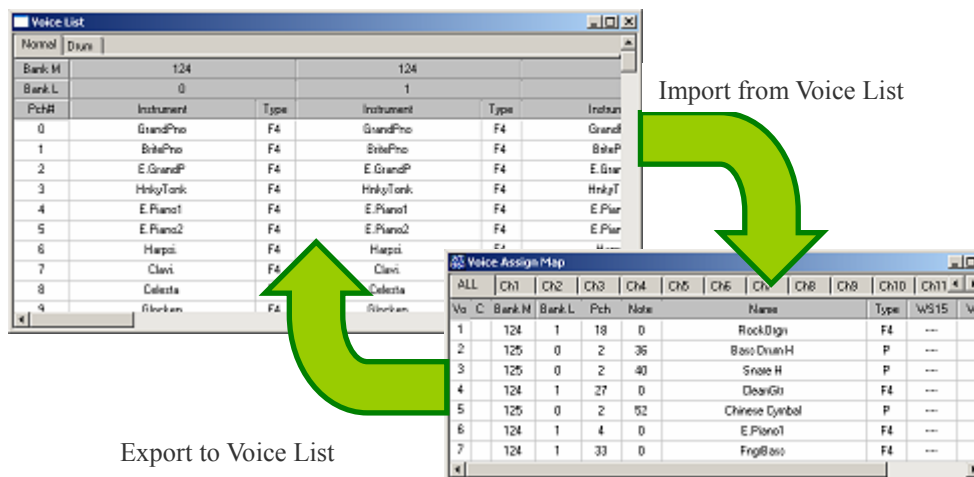 Voice List
Normal Drum
Bank M 124 124
Bank L 0 1
Pch# Instrument Type Instrument Type
0 GrandPno F4 GrandPno F4
1 BritePno F4 BritePno F4
2 E.GrandP F4 E.GrandP F4
3 HnkyTonk F4 HnkyTonk F4
4 E.Piano1 F4 E.Piano1 F4
5 E.Piano2 F4 E.Piano2 F4
6 Harpsi. F4 Harpsi.
7 Clavi. F4 Clavi.
8 Celesta Celesta
9 Glocken F4 Glocken
Import from Voice List
Voice Assign Map
ALL Ch1 Ch2 Ch3 Ch4 Ch5 Ch6 Ch8 Ch9 Ch10 Ch11
Vo C Bank M Bank L Pch Note Name Type WS15
1 124 1 18 0 RockOrgn F4 ---
2 125 0 2 36 Bass Drum H P ---
3 125 0 2 40 Snare H P ---
4 124 1 27 0 CleanGtr F4 ---
5 125 0 2 52 Chinese Cymbal P ---
6 124 1 4 0 E.Piano1 F4 ---
7 124 1 33 0 FngrBass F4 ---
Export to Voice List